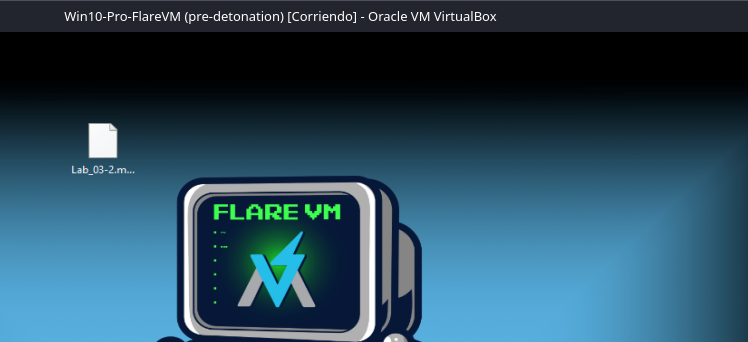 Win10-Pro-FlareVM (pre-detonation) [Corriendo] - Oracle VM VirtualBox
Lab_03-2.m...
FLARE VM